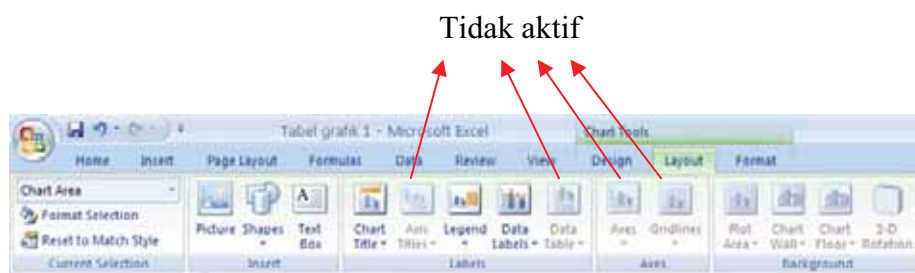 Tidak aktif
Tabel grafik 1 - Microsoft Excel
Chart Tools
Home Insert Page Layout Formulas Data Review View Design Layout Format
Chart Area
Format Selection
Reset to Match Style
Current Selection
Picture Shapes Text Box
Insert
Chart Title Axis Titles Legend Data Labels Data Table
Labels
Axes Gridlines
Axes
Plot Area Chart Wall Chart Floor 3-D Rotation
Background